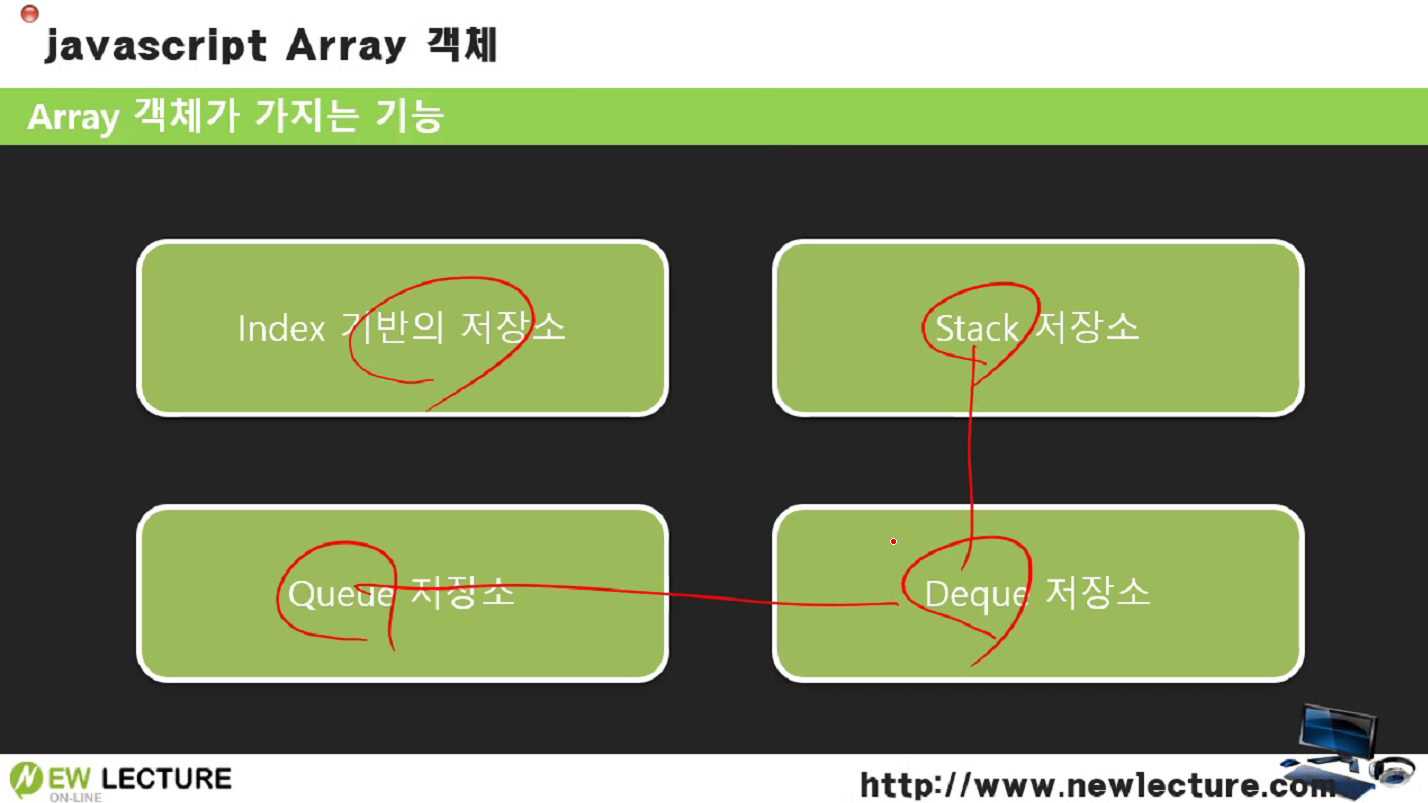 javascript Array 객체
Array 객체가 가지는 기능
Index 기반의 저장소
Stack 저장소
Queue 저장소
Deque 저장소
NEW LECTURE
ON-LINE
http://www.newlecture.com